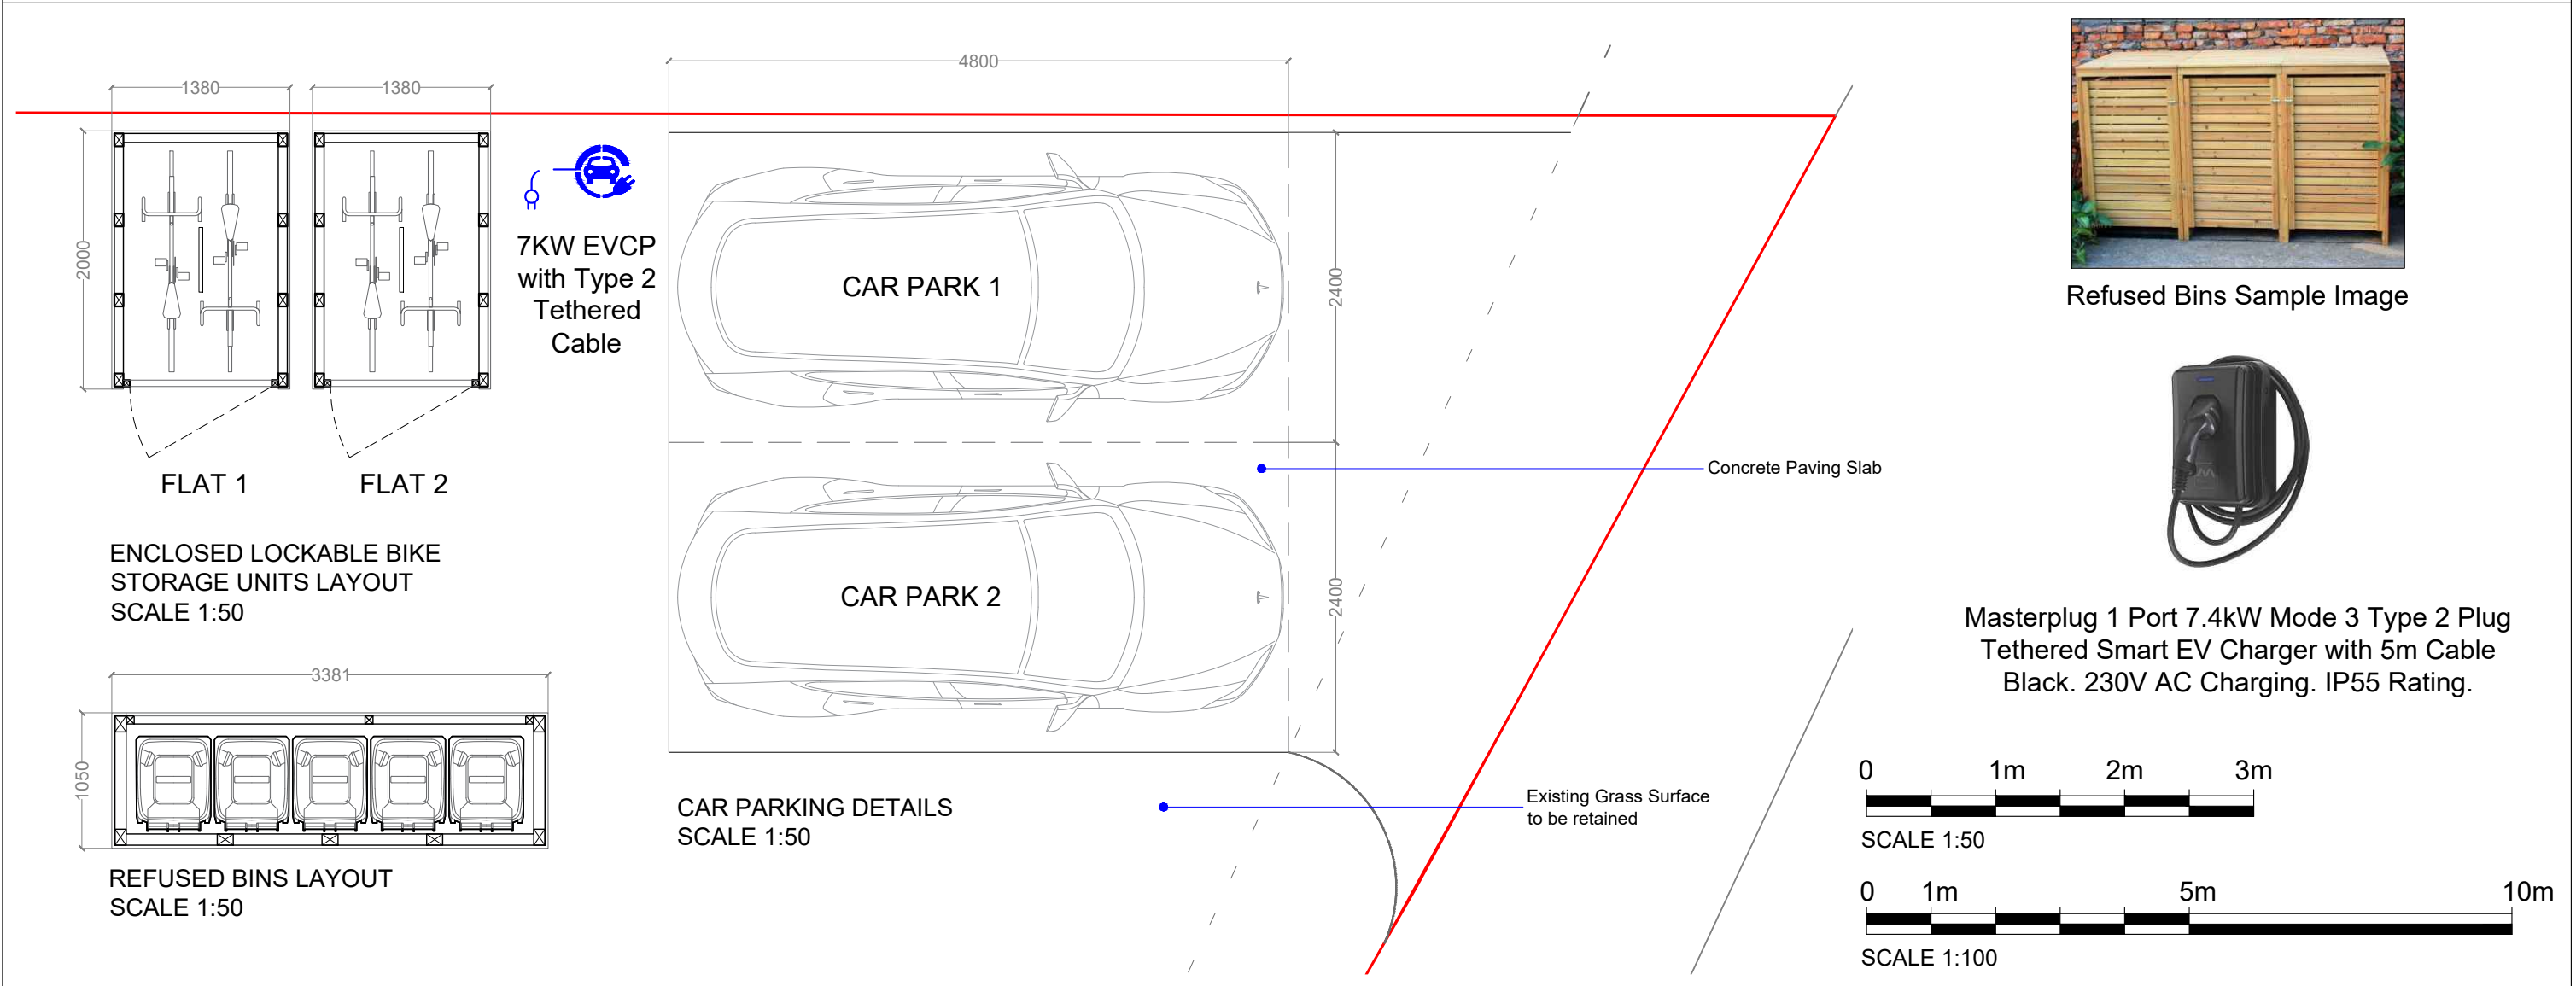 1380
1380
2000
7KW EVCP
with Type 2
Tethered
Cable
FLAT 1
FLAT 2
ENCLOSED LOCKABLE BIKE
STORAGE UNITS LAYOUT
SCALE 1:50
3381
1050
REFUSED BINS LAYOUT
SCALE 1:50
4800
2400
CAR PARK 1
2400
CAR PARK 2
Concrete Paving Slab
Existing Grass Surface
to be retained
CAR PARKING DETAILS
SCALE 1:50
Refused Bins Sample Image
Masterplug 1 Port 7.4kW Mode 3 Type 2 Plug
Tethered Smart EV Charger with 5m Cable
Black. 230V AC Charging. IP55 Rating.
0 1m 2m 3m
SCALE 1:50
0 1m 5m 10m
SCALE 1:100